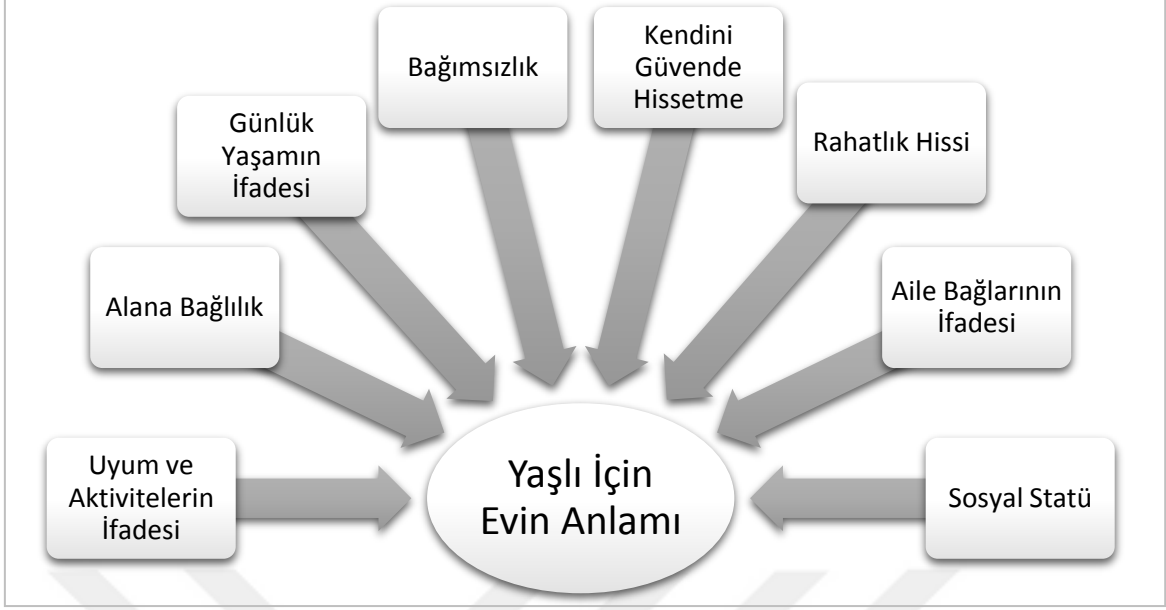 Uyum ve
Aktivitelerin
İfadesi
Alana Bağlılık
Günlük
Yaşamın
İfadesi
Bağımsızlık
Kendini
Güvende
Hissetme
Rahatlık Hissi
Aile Bağlarının
İfadesi
Sosyal Statü
Yaşlı İçin
Evin Anlamı